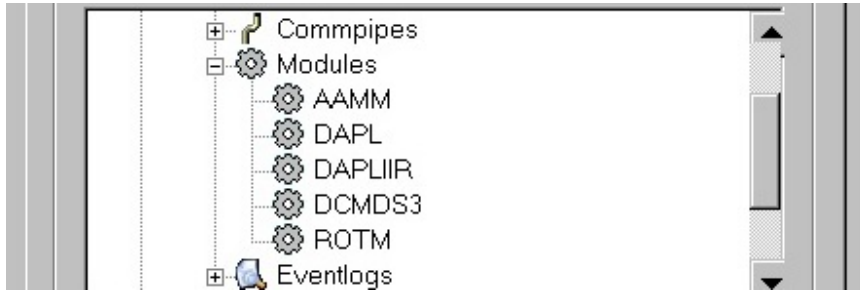 Commpipes
Modules
AAMM
DAPL
DAPLIIR
DCMDS3
ROTM
Eventlogs